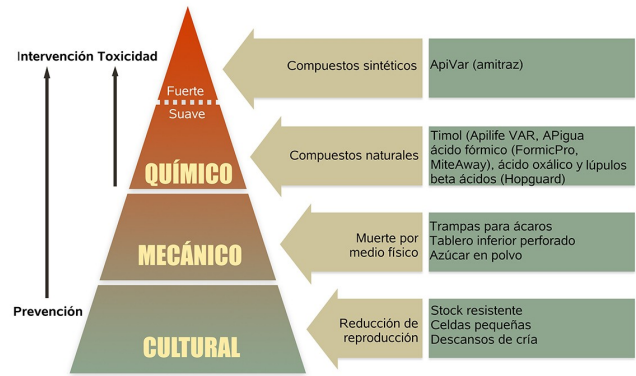 Intervención Toxicidad
Fuerte
Suave
QUÍMICO
MECÁNICO
CULTURAL
Prevención
Compuestos sintéticos
ApiVar (amitraz)
Compuestos naturales
Timol (Apilife VAR, APigua
ácido fórmico (FormicPro,
MiteAway), ácido oxálico y lúpulos
beta ácidos (Hopguard)
Muerte por
medio físico
Trampas para ácaros
Tablero inferior perforado
Azúcar en polvo
Reducción de
reproducción
Stock resistente
Celdas pequeñas
Descansos de cría